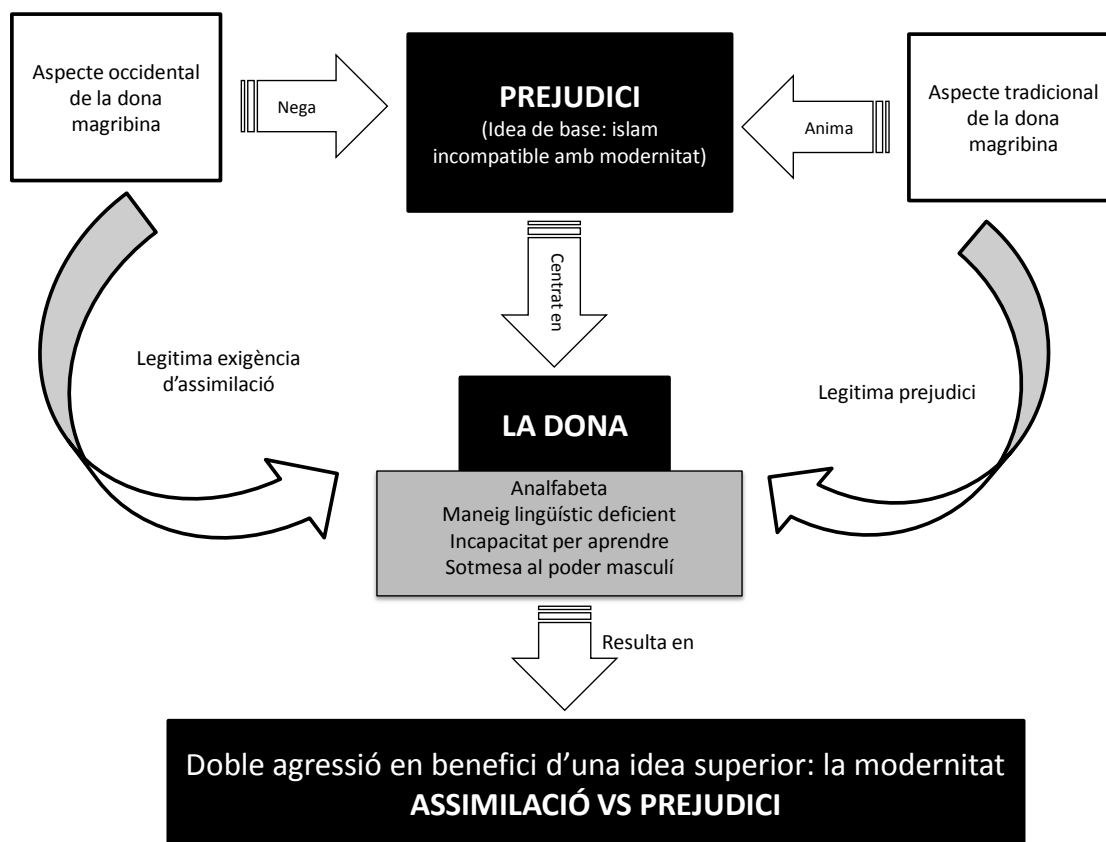 Aspecte occidental
de la dona
magribina
Nega
PREJUDICI
(Idea de base: islam
incompatible amb modernitat)
Anima
Aspecte tradicional
de la dona
magribina
Centrat en
Legitima exigència
d'assimilació
Legitima prejudici
LA DONA
Analfabeta
Maneig lingüístic deficient
Incapacitat per aprendre
Sotmesa al poder masculí
Resulta en
Doble agressió en benefici d'una idea superior: la modernitat
ASSIMILACIÓ VS PREJUDICI